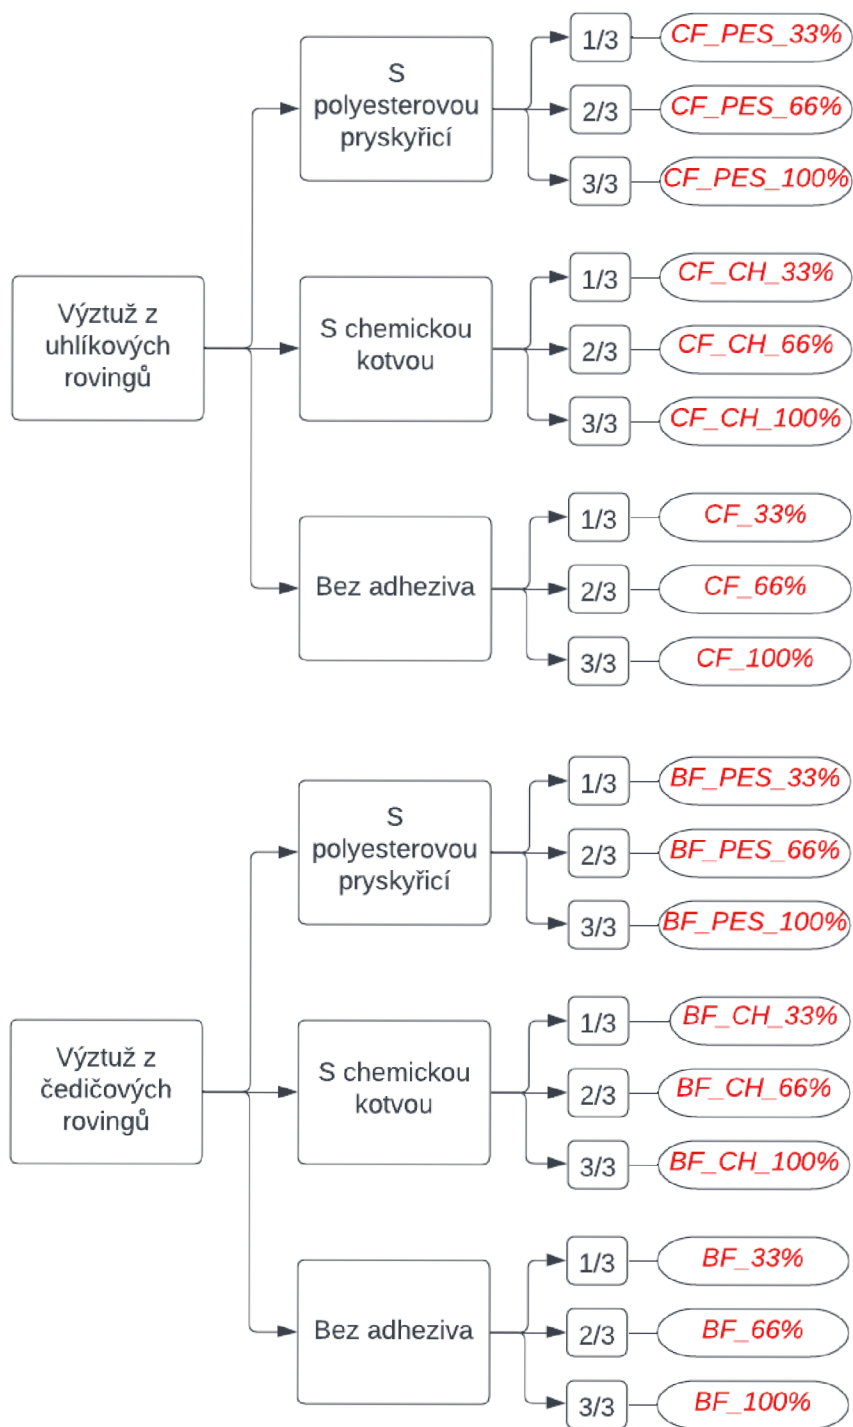 S
polyesterovou
pryskyřicí
1/3
CF_PES_33%
2/3
CF_PES_66%
3/3
CF_PES_100%
Výztuž z
uhlíkových
rovingů
S chemickou
kotvou
1/3
CF_CH_33%
2/3
CF_CH_66%
3/3
CF_CH_100%
Bez adheziva
1/3
CF_33%
2/3
CF_66%
3/3
CF_100%
S
polyesterovou
pryskyřicí
1/3
BF_PES_33%
2/3
BF_PES_66%
3/3
BF_PES_100%
Výztuž z
čedičových
rovingů
S chemickou
kotvou
1/3
BF_CH_33%
2/3
BF_CH_66%
3/3
BF_CH_100%
Bez adheziva
1/3
BF_33%
2/3
BF_66%
3/3
BF_100%